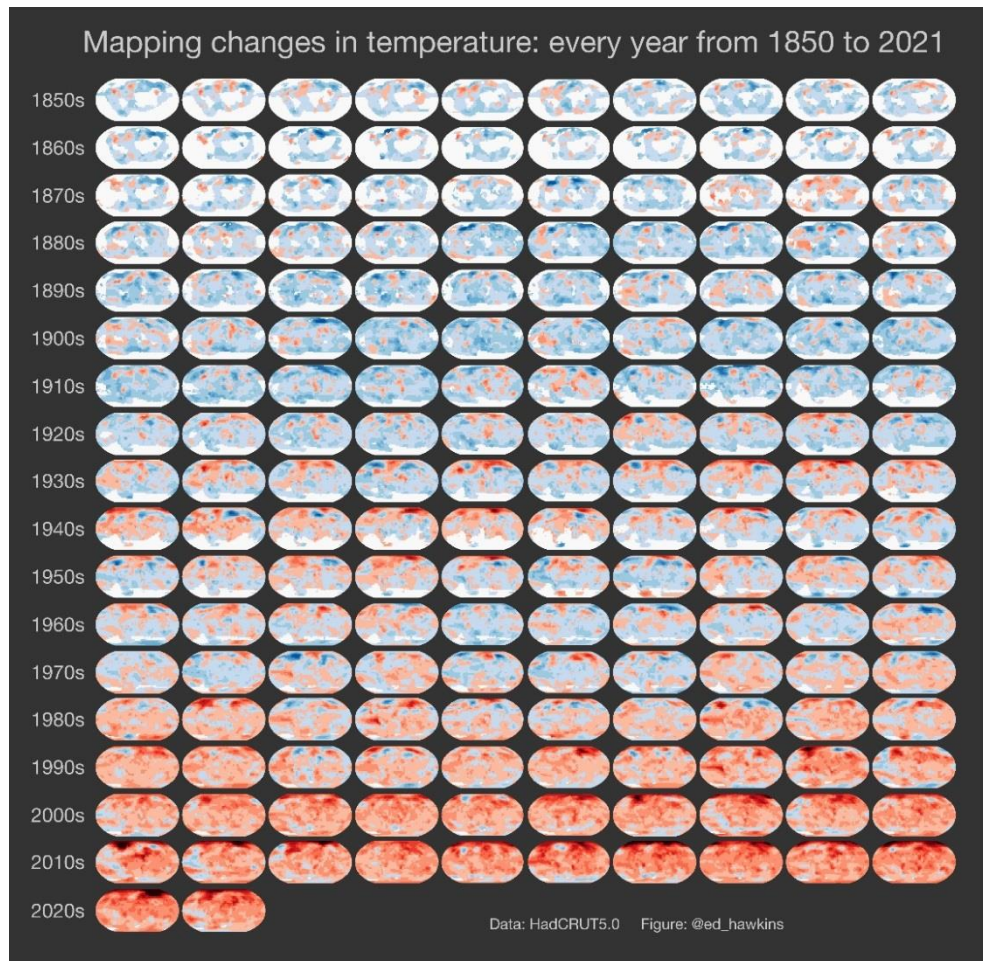 Mapping changes in temperature: every year from 1850 to 2021
1850s
1860s
1870s
1880s
1890s
1900s
1910s
1920s
1930s
1940s
1950s
1960s
1970s
1980s
1990s
2000s
2010s
2020s
Data: HadCRUT5.0 Figure: @ed_hawkins